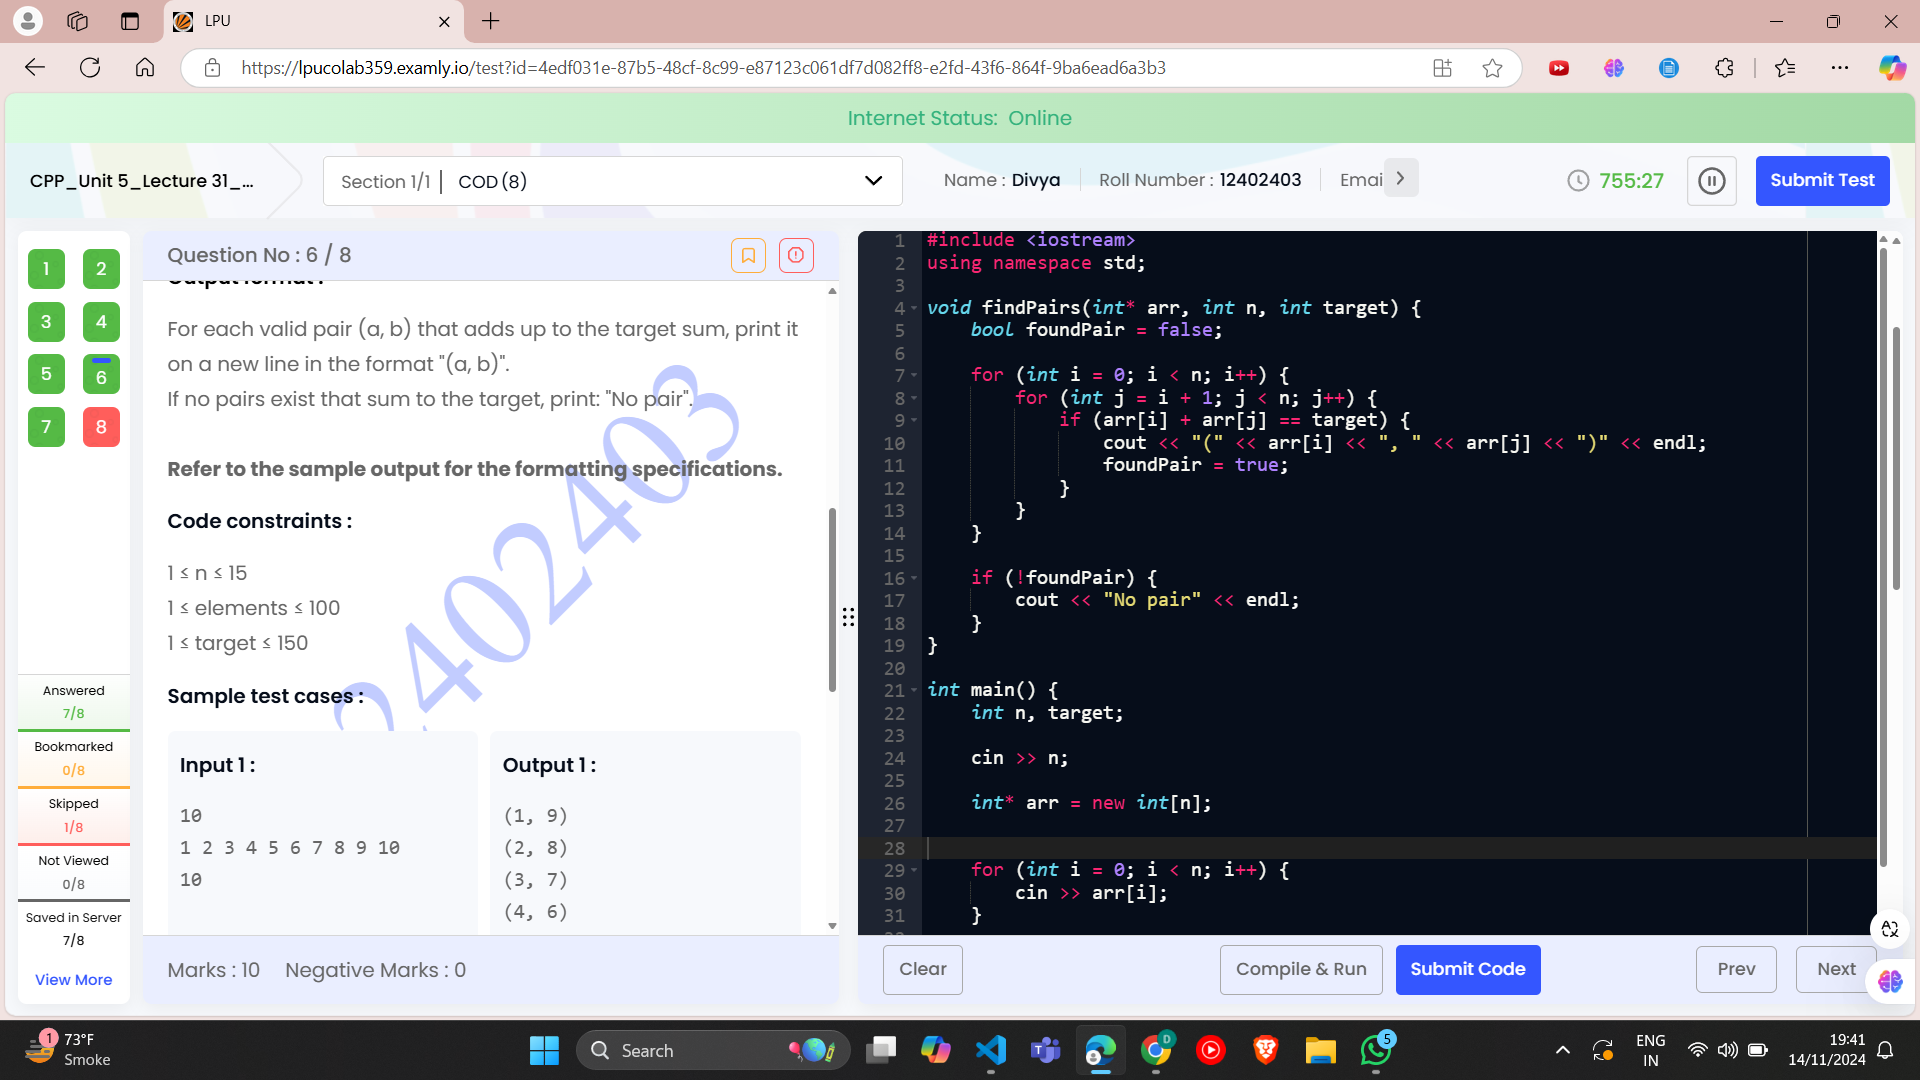 LPU
https://lpucolab359.examly.io/test?id=4edf031e-87b5-48cf-8c99-e87123c061df7d082ff8-e2fd-43f6-864f-9ba6ead6a3b3
Internet Status: Online
CPP_Unit 5_Lecture 31_...
Section 1/1 | COD (8)
Name : Divya
Roll Number : 12402403
Emai
755:27
Submit Test
1 2
3 4
5 6
7 8
Answered
7/8
Bookmarked
0/8
Skipped
1/8
Not Viewed
0/8
Saved in Server
7/8
View More
Question No : 6 / 8
Output format :
For each valid pair (a, b) that adds up to the target sum, print it
on a new line in the format "(a, b)".
If no pairs exist that sum to the target, print: "No pair".
Refer to the sample output for the formatting specifications.
Code constraints :
1 ≤ n ≤ 15
1 ≤ elements ≤ 100
1 ≤ target ≤ 150
Sample test cases :
Input 1 :
10
1 2 3 4 5 6 7 8 9 10
10
Output 1 :
(1, 9)
(2, 8)
(3, 7)
(4, 6)
2402403
Marks : 10
Negative Marks : 0
1 #include <iostream>
2 using namespace std;
3
4 void findPairs(int* arr, int n, int target) {
5 bool foundPair = false;
6
7 for (int i = 0; i < n; i++) {
8 for (int j = i + 1; j < n; j++) {
9 if (arr[i] + arr[j] == target) {
10 cout << "(" << arr[i] << ", " << arr[j] << ")" << endl;
11 foundPair = true;
12 }
13 }
14 }
15
16 if (!foundPair) {
17 cout << "No pair" << endl;
18 }
19 }
20
21 int main() {
22 int n, target;
23
24 cin >> n;
25
26 int* arr = new int[n];
27
28
29 for (int i = 0; i < n; i++) {
30 cin >> arr[i];
31 }
Clear
Compile & Run
Submit Code
Prev
Next
1
73°F
Smoke
Search
D
5
ENG
IN
19:41
14/11/2024